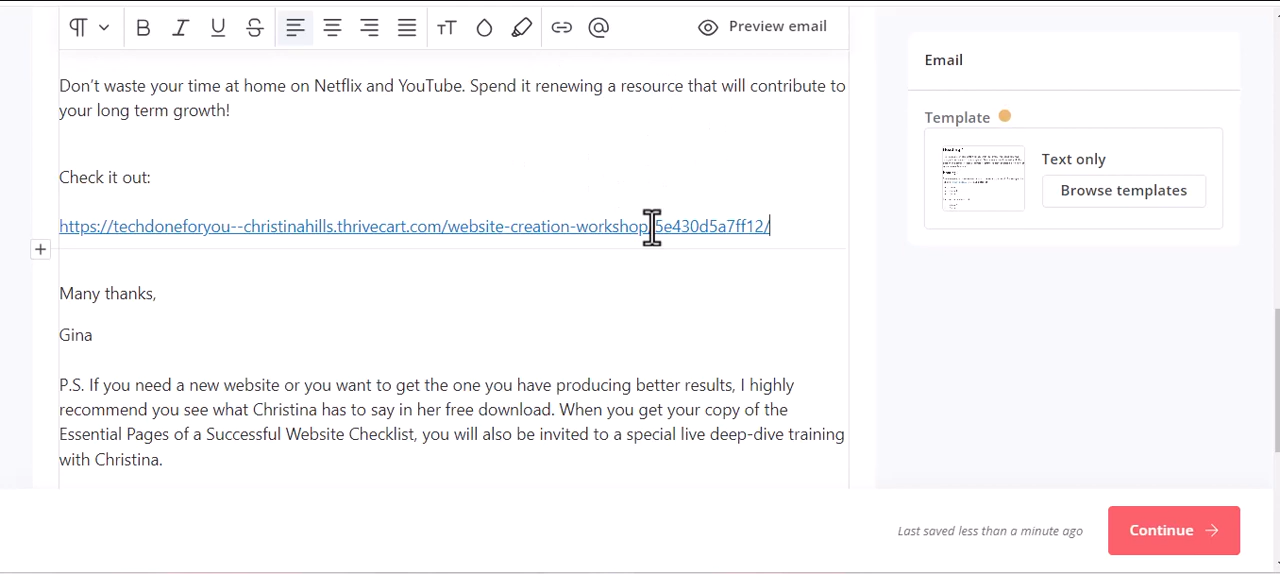 B I U S TT @ Preview email
Don't waste your time at home on Netflix and YouTube. Spend it renewing a resource that will contribute to
your long term growth!
Check it out:
https://techdoneforyou--christinahills.thrivecart.com/website-creation-workshop/5e430d5a7ff12/
Many thanks,
Gina
P.S. If you need a new website or you want to get the one you have producing better results, I highly
recommend you see what Christina has to say in her free download. When you get your copy of the
Essential Pages of a Successful Website Checklist, you will also be invited to a special live deep-dive training
with Christina.
Email
Template
Text only
Browse templates
Last saved less than a minute ago
Continue